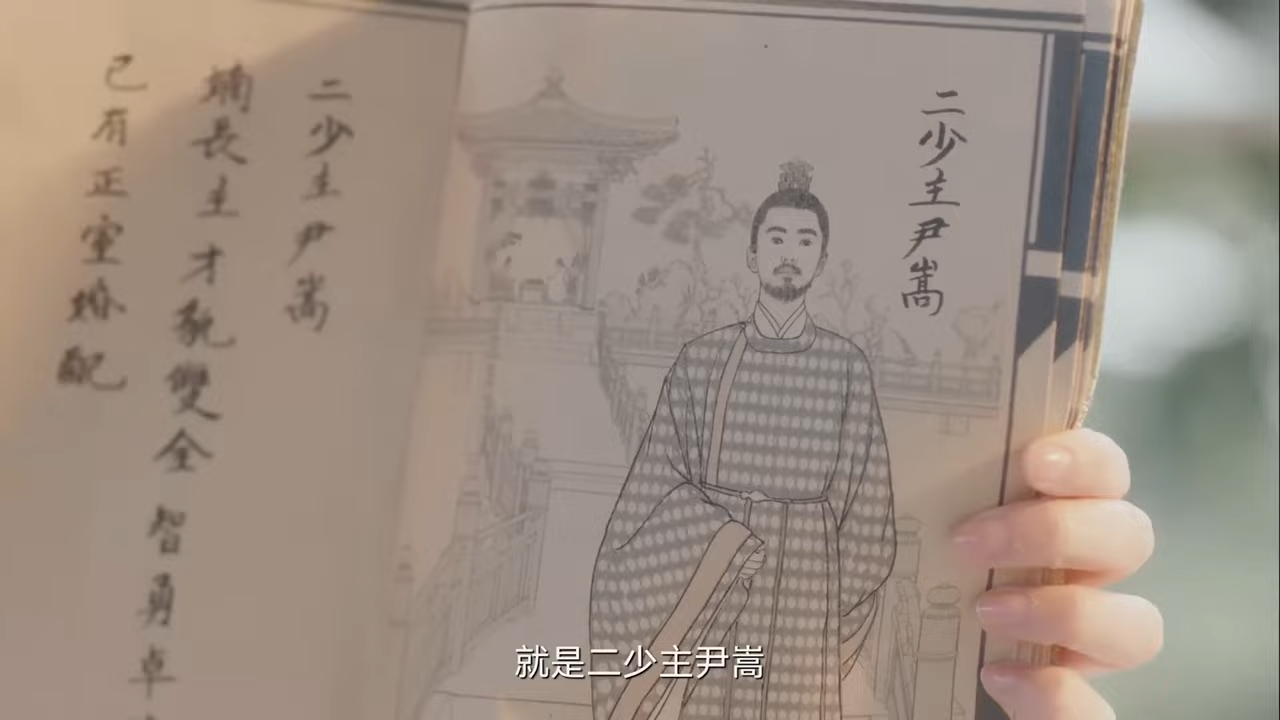 二少主尹嵩
二少主尹嵩
長主才貌雙全智勇卓
已有正室婚配
就是二少主尹嵩